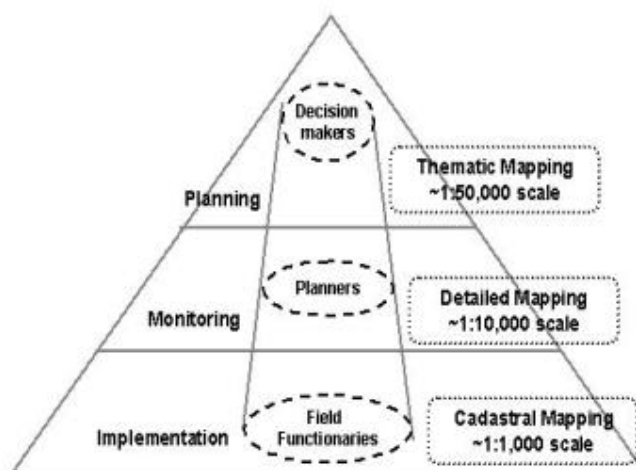 Decision
makers
Thematic Mapping
~1:50,000 scale
Planning
Planners
Detailed Mapping
~1:10,000 scale
Monitoring
Field
Functionaries
Cadastral Mapping
~1:1,000 scale
Implementation